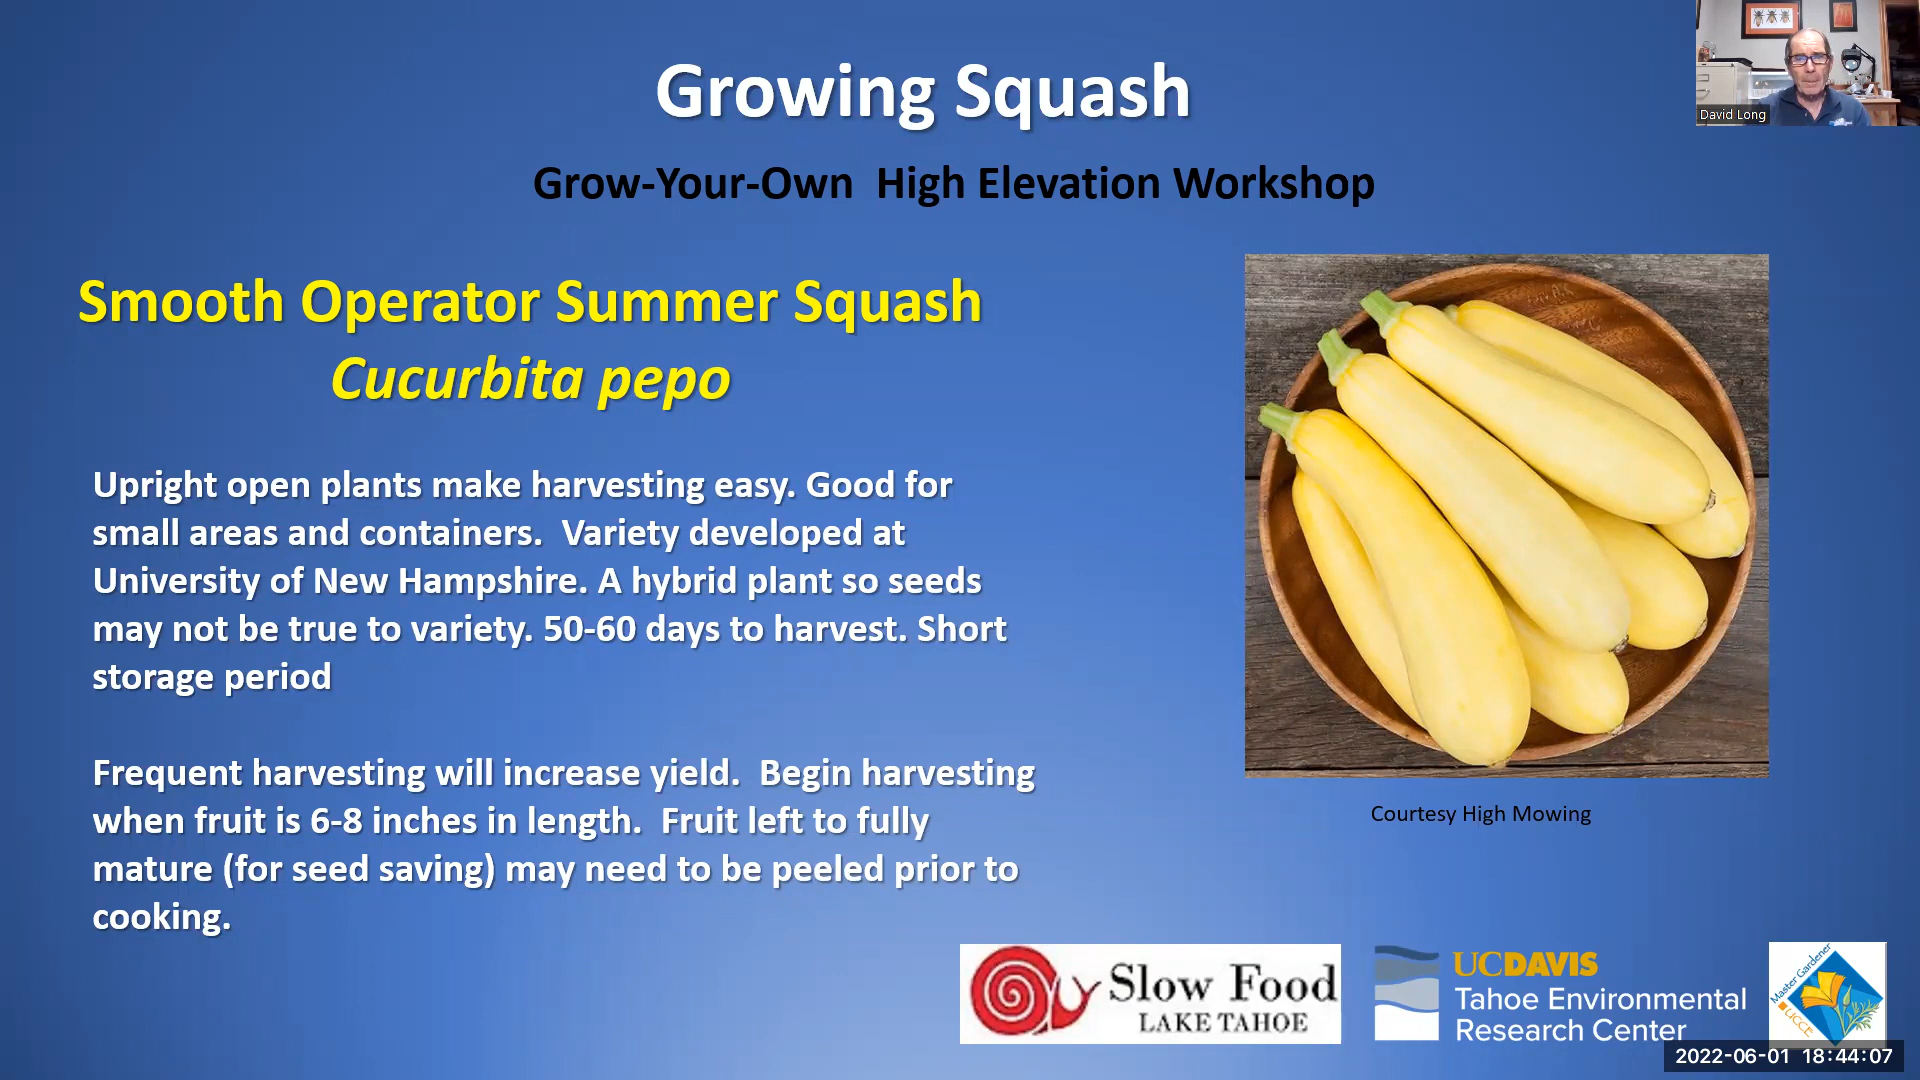 Growing Squash
David Long
Grow-Your-Own  High Elevation Workshop
Smooth Operator Summer Squash
Cucurbita pepo
Upright open plants make harvesting easy. Good for
small areas and containers.  Variety developed at
University of New Hampshire. A hybrid plant so seeds
may not be true to variety. 50-60 days to harvest. Short
storage period
Frequent harvesting will increase yield.  Begin harvesting
when fruit is 6-8 inches in length.  Fruit left to fully
mature (for seed saving) may need to be peeled prior to
cooking.
Courtesy High Mowing
Slow Food
LAKE TAHOE
UCDAVIS
Tahoe Environmental
Research Center
Master Gardener
UCCE
2022-06-01 18:44:07